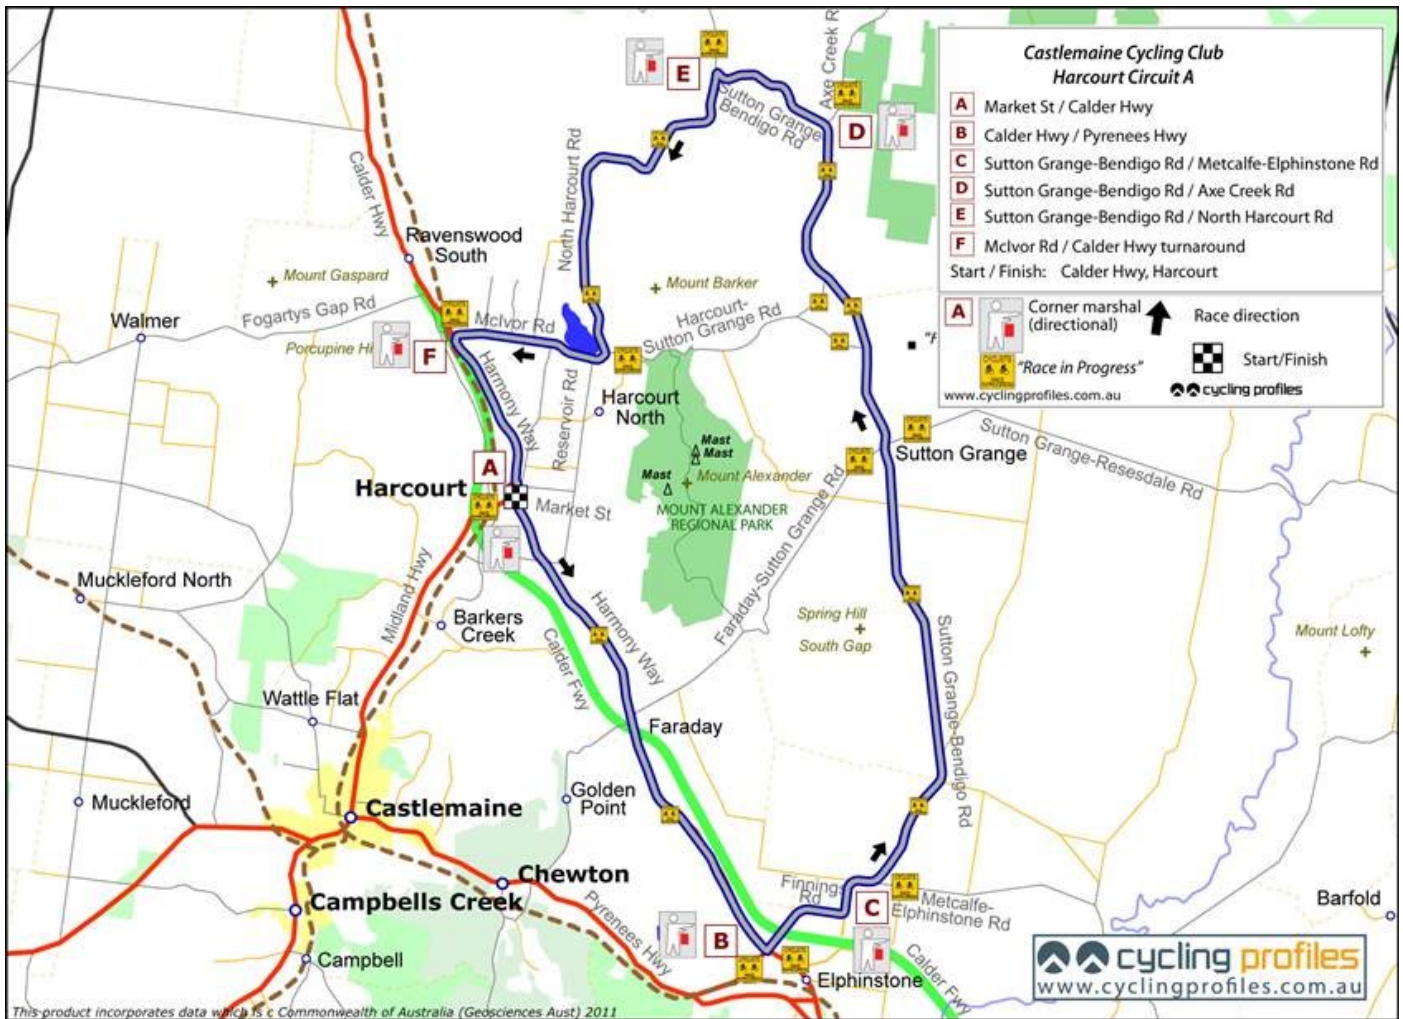 Castlemaine Cycling Club
Harcourt Circuit A
A Market St / Calder Hwy
B Calder Hwy / Pyrenees Hwy
C Sutton Grange-Bendigo Rd / Metcalfe-Elphinstone Rd
D Sutton Grange-Bendigo Rd / Axe Creek Rd
E Sutton Grange-Bendigo Rd / North Harcourt Rd
F McIvor Rd / Calder Hwy turnaround
Start / Finish: Calder Hwy, Harcourt
A Corner marshal
(directional)
Race direction
"Race in Progress"
Start/Finish
www.cyclingprofiles.com.au
cycling profiles
E
Sutton Grange
Bendigo Rd
Axe Creek R
D
North Harcourt Rd
Calder Hwy
Ravenswood
South
Mount Gaspard
Mount Barker
Fogartys Gap Rd
Walmer
McIvor Rd
Harcourt-
Sutton Grange Rd
Porcupine Hi
F
Harmony Way
Reservoir Rd
Harcourt
North
Mast
Mast
Mast
Mount Alexander
Sutton Grange
Sutton Grange-Resesdale Rd
A
Harcourt
Market St
MOUNT ALEXANDER
REGIONAL PARK
Faraday-Sutton Grange Rd
Midland Hwy
Muckleford North
Barkers
Creek
Harmony Way
Calder Fwy
Spring Hill
South Gap
Sutton Grange-Bendigo Rd
Mount Lofty
Wattle Flat
Faraday
Muckleford
Golden
Point
Castlemaine
Chewton
Finnings
Rd
C
Metcalfe-
Elphinstone Rd
Barfold
Campbells Creek
Pyrenees Hwy
B
Campbell
Elphinstone
Calder Fwy
cycling profiles
www.cyclingprofiles.com.au
This product incorporates data which is c Commonwealth of Australia (Geosciences Aust) 2011